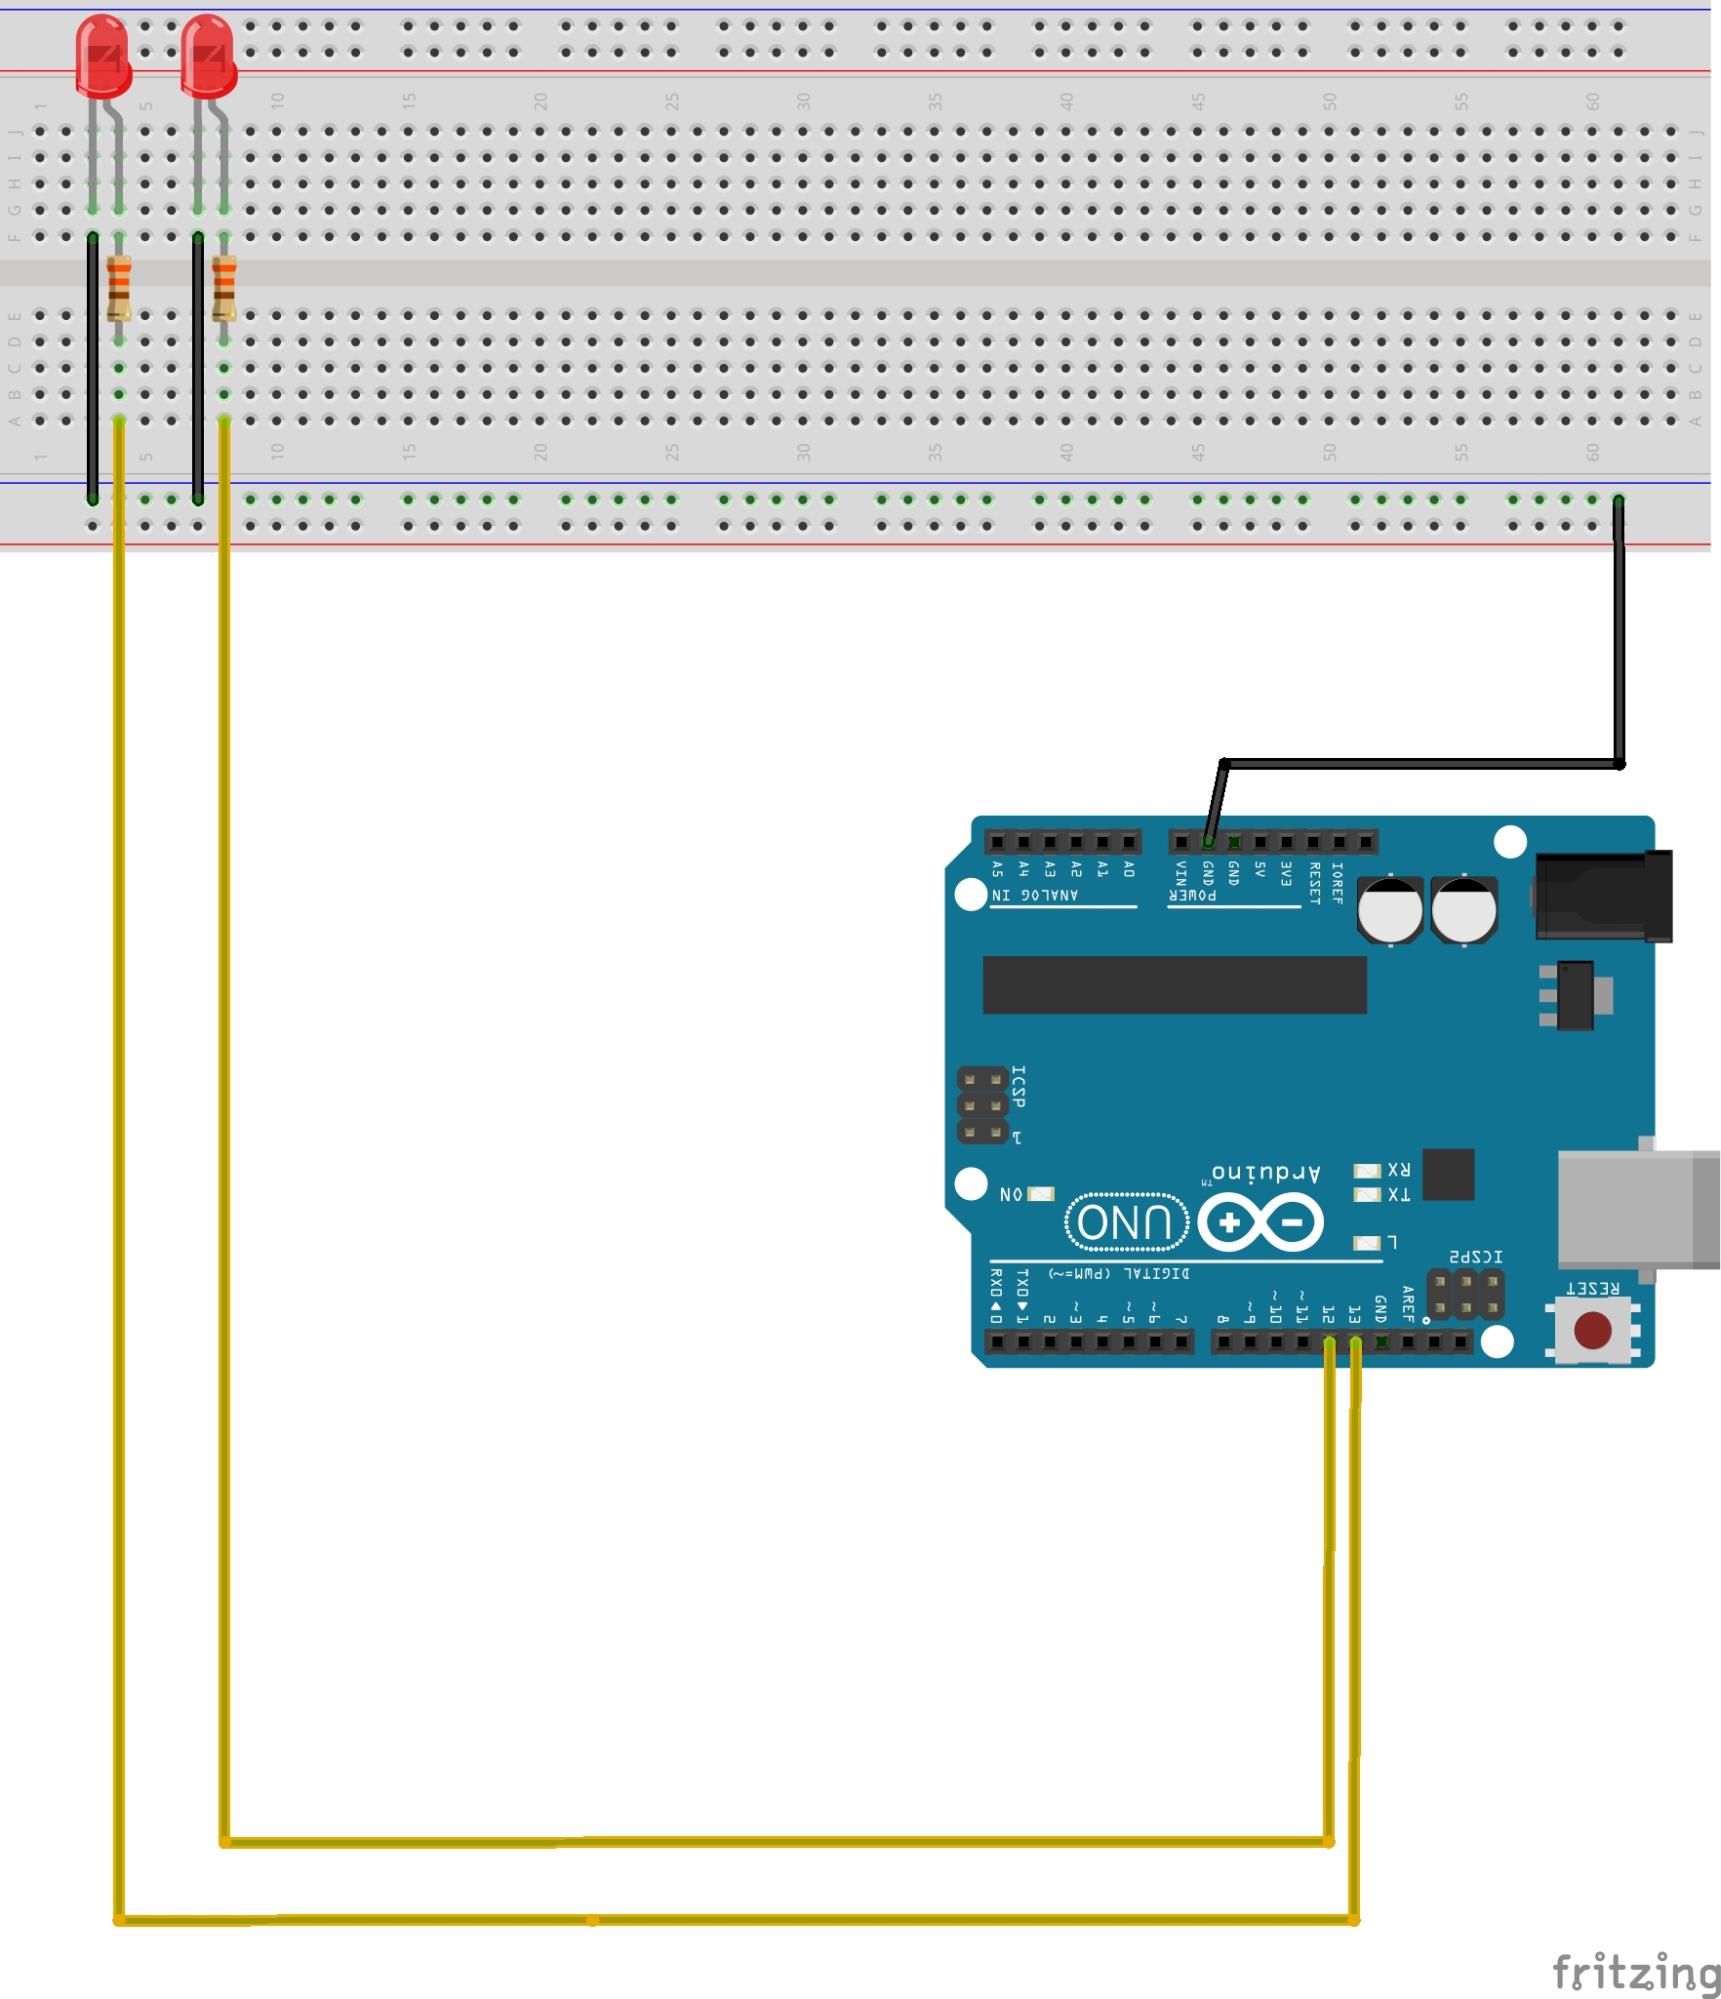 1 5 10 15 20 25 30 35 40 45 50 55 60
J J
I I
H H
G G
F F
E E
D D
C C
B B
A A
1 5 10 15 20 25 30 35 40 45 50 55 60
A5 A4 A3 A2 A1 A0 VIN GND GND 5V 3V3 RESET IOREF
ANALOG IN POWER
ICSP
1
Arduino
TM
RX
ON TX
UNO
L
ICSP2
DIGITAL (PWM=~)
RESET
RX0 0 TX0 1 2 ~3 4 ~5 ~6 7 8 ~9 ~10 ~11 12 13 GND AREF
fritzing